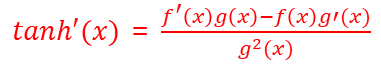 tanh′(x) = f′(x)g(x)−f(x)g′(x) / g²(x)